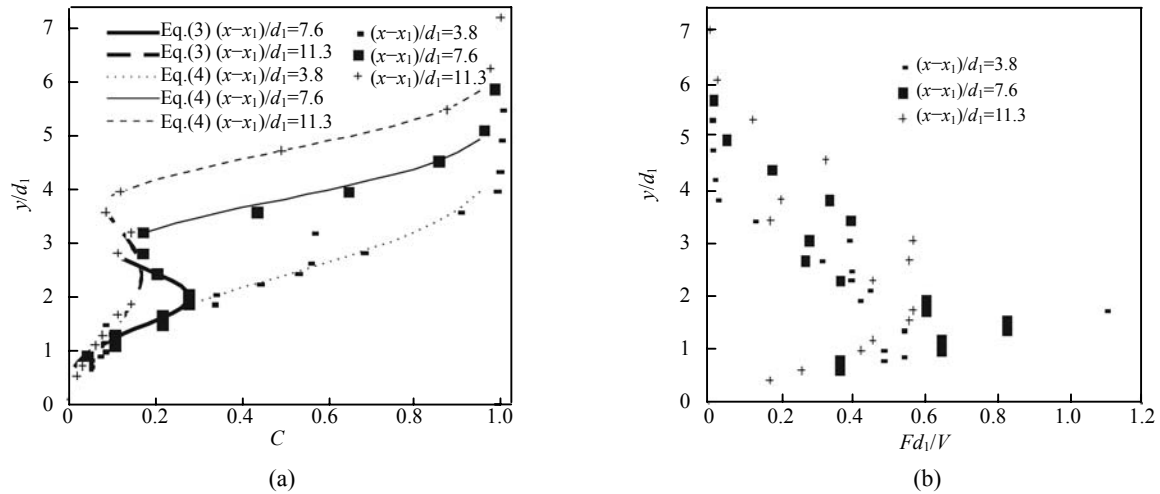 7
6
5
4
3
2
1
0
y/d₁
Eq.(3) (x−x₁)/d₁=7.6
Eq.(3) (x−x₁)/d₁=11.3
Eq.(4) (x−x₁)/d₁=3.8
Eq.(4) (x−x₁)/d₁=7.6
Eq.(4) (x−x₁)/d₁=11.3
(x−x₁)/d₁=3.8
(x−x₁)/d₁=7.6
(x−x₁)/d₁=11.3
0 0.2 0.4 0.6 0.8 1.0
C
(a)
7
6
5
4
3
2
1
0
y/d₁
(x−x₁)/d₁=3.8
(x−x₁)/d₁=7.6
(x−x₁)/d₁=11.3
0 0.2 0.4 0.6 0.8 1.0 1.2
Fd₁/V
(b)